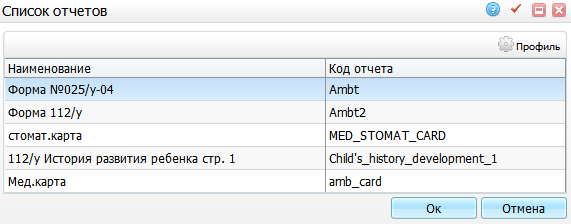 Список отчетов
Профиль
Наименование Код отчета
Форма №025/у-04 Ambt
Форма 112/у Ambt2
стомат.карта MED_STOMAT_CARD
112/у История развития ребенка стр. 1 Child's_history_development_1
Мед.карта amb_card
Ок Отмена